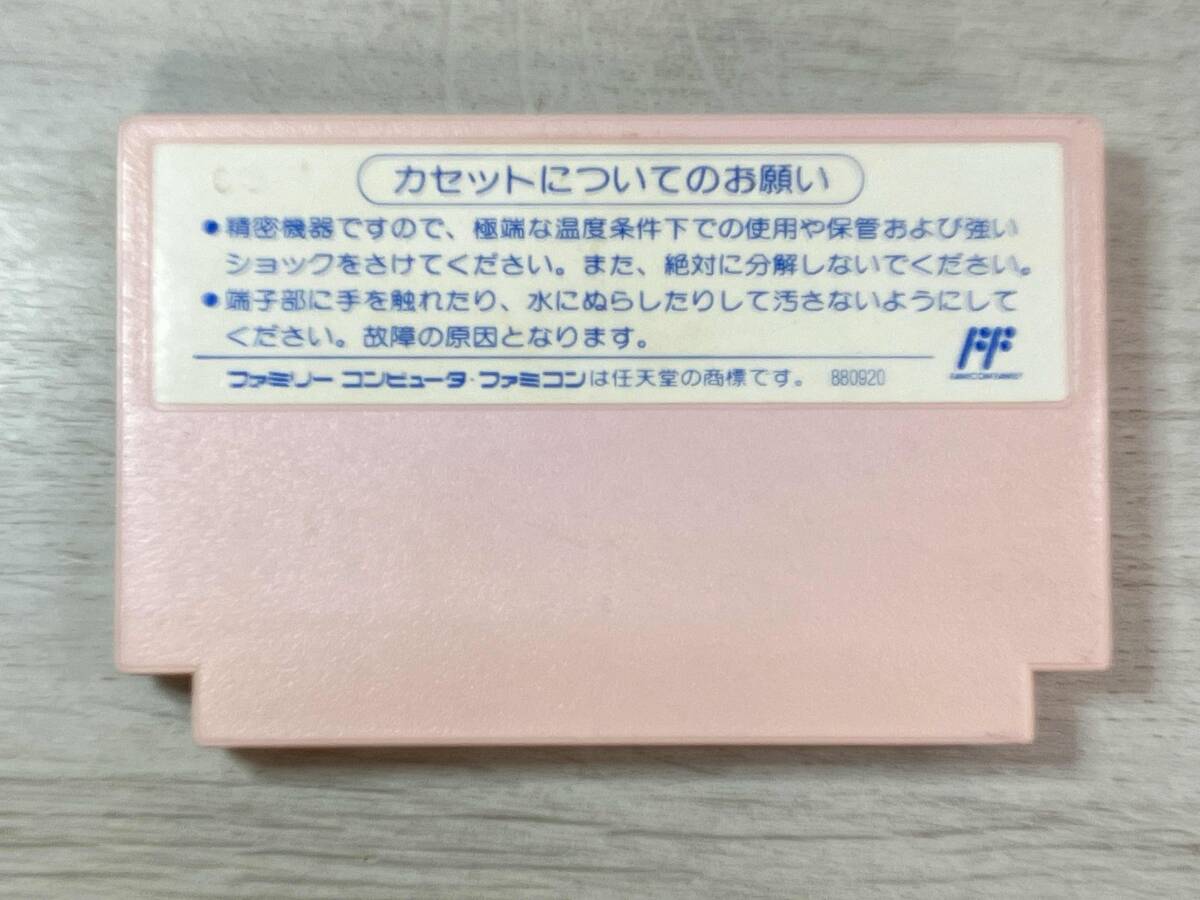 カセットについてのお願い
●精密機器ですので、極端な温度条件下での使用や保管および強い
ショックをさけてください。また、絶対に分解しないでください。
●端子部に手を触れたり、水にぬらしたりして汚さないようにして
ください。故障の原因となります。
ファミリーコンピュータ・ファミコンは任天堂の商標です。 880920
FF
FAMICOM FAMILY